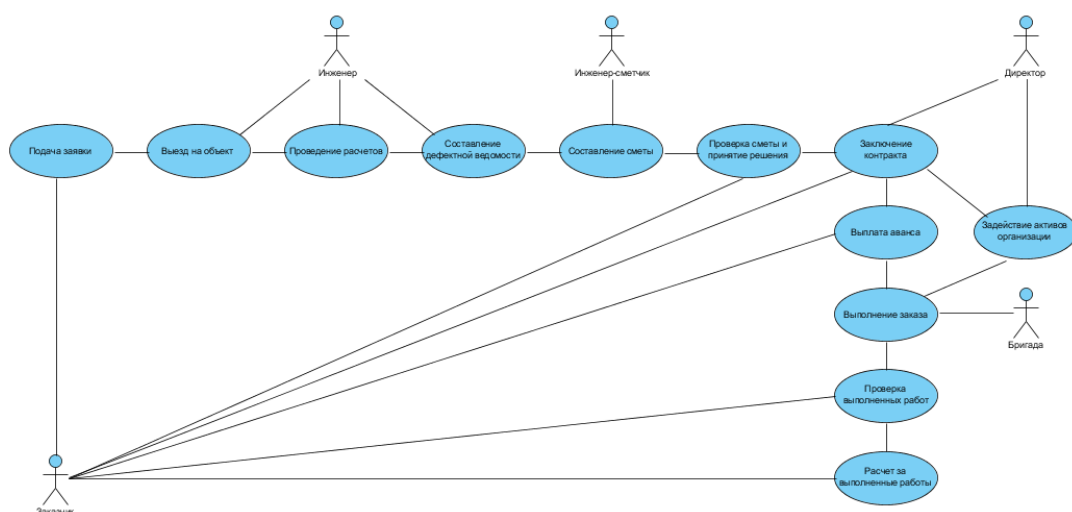 Инженер
Инженер-сметчик
Директор
Подача заявки
Выезд на объект
Проведение расчетов
Составление
дефектной ведомости
Составление сметы
Проверка сметы и
принятие решения
Заключение
контракта
Выплата аванса
Задействие активов
организации
Выполнение заказа
Бригада
Проверка
выполненных работ
Расчет за
выполненные работы
Заказчик